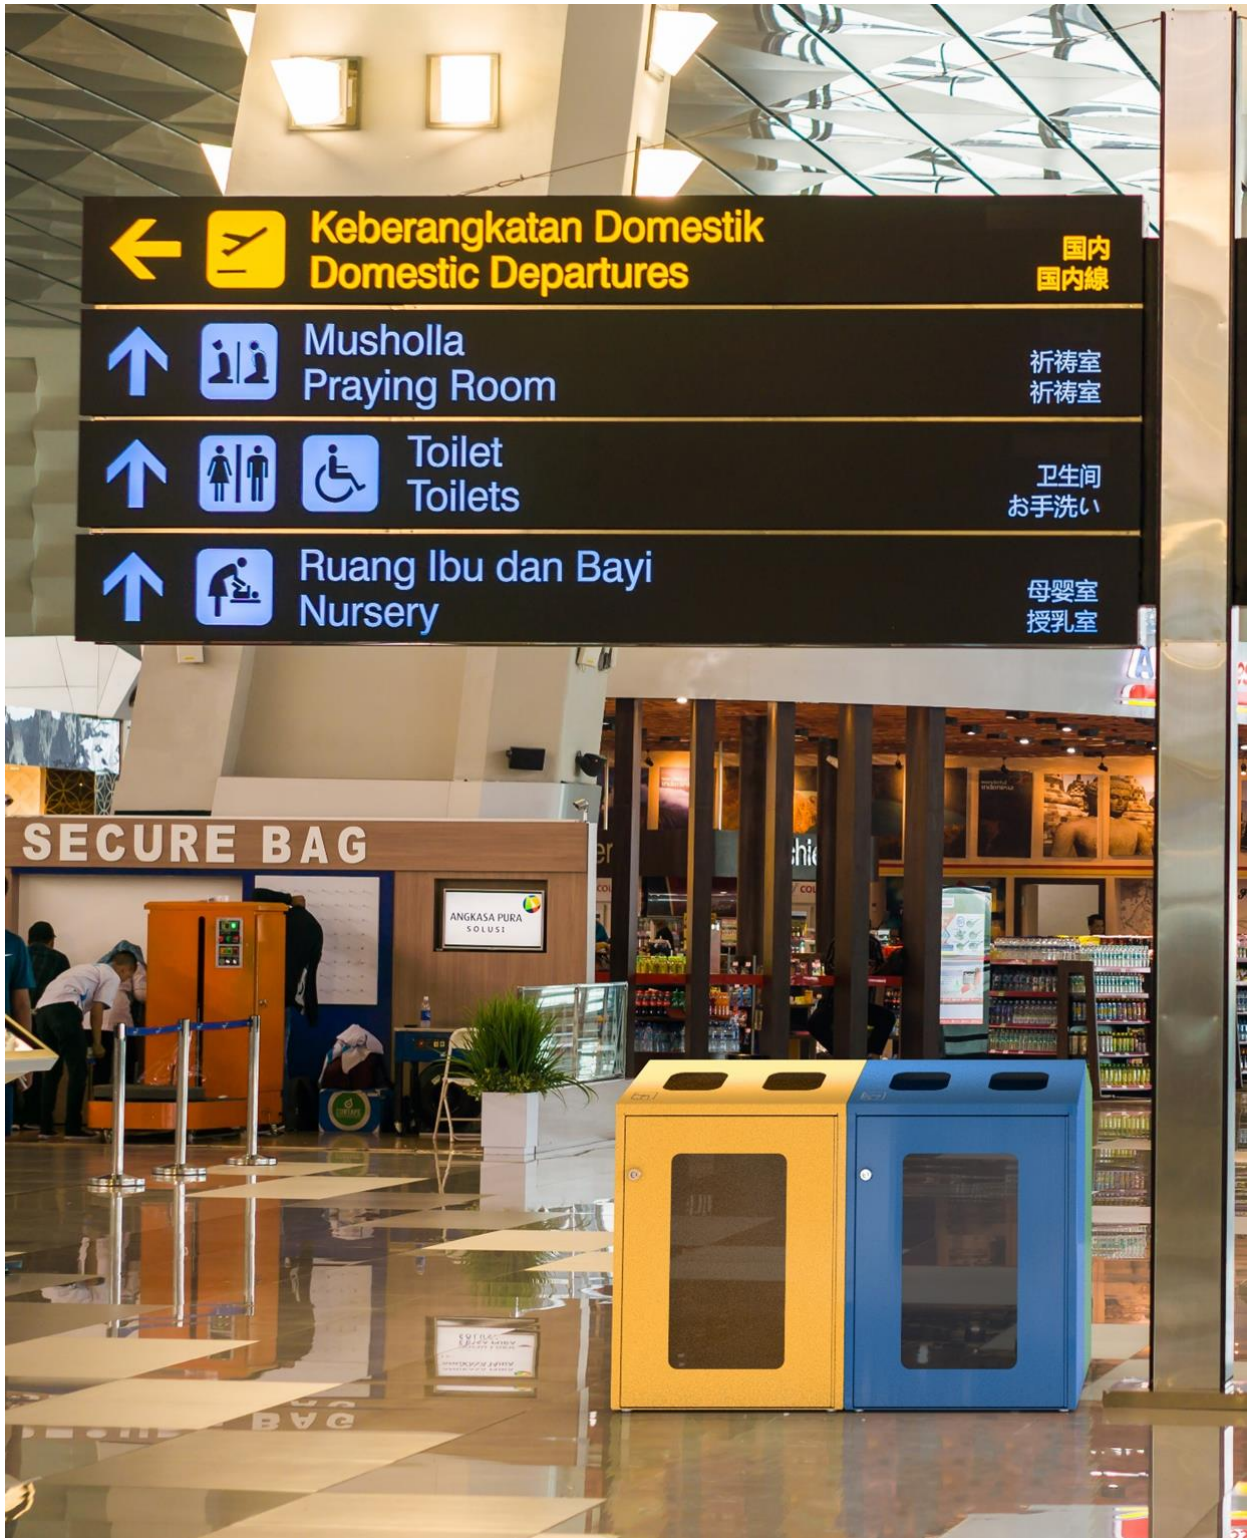 Keberangkatan Domestik
Domestic Departures
国内
国内線
Musholla
Praying Room
祈祷室
祈祷室
Toilet
Toilets
卫生间
お手洗い
Ruang Ibu dan Bayi
Nursery
母婴室
授乳室
SECURE BAG
ANGKASA PURA
SOLUSI